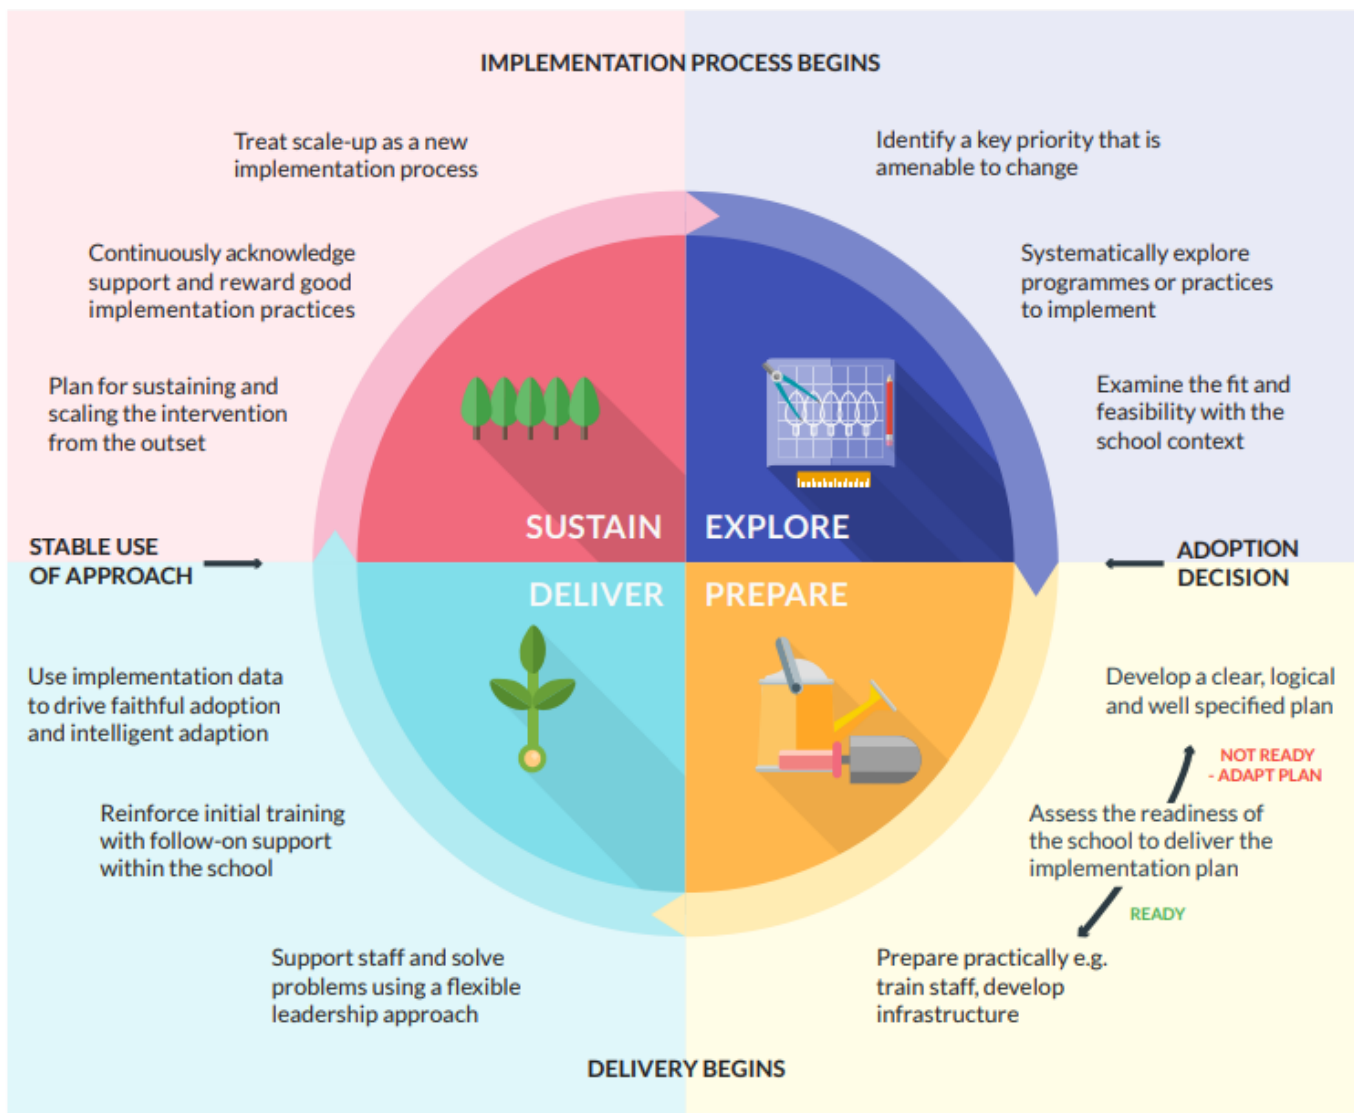 IMPLEMENTATION PROCESS BEGINS
Identify a key priority that is
amenable to change
Systematically explore
programmes or practices
to implement
Examine the fit and
feasibility with the
school context
EXPLORE
ADOPTION
DECISION
PREPARE
Develop a clear, logical
and well specified plan
NOT READY
- ADAPT PLAN
Assess the readiness of
the school to deliver the
implementation plan
READY
Prepare practically e.g.
train staff, develop
infrastructure
DELIVERY BEGINS
DELIVER
Support staff and solve
problems using a flexible
leadership approach
Reinforce initial training
with follow-on support
within the school
Use implementation data
to drive faithful adoption
and intelligent adaption
STABLE USE
OF APPROACH
SUSTAIN
Plan for sustaining and
scaling the intervention
from the outset
Continuously acknowledge
support and reward good
implementation practices
Treat scale-up as a new
implementation process